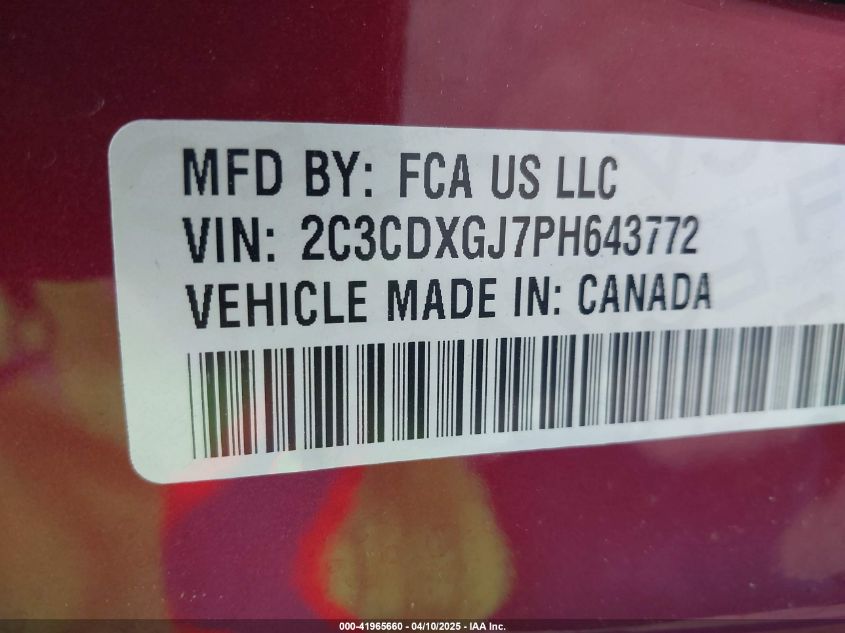 MFD BY: FCA US LLC
VIN: 2C3CDXGJ7PH643772
VEHICLE MADE IN: CANADA
000-41965660 - 04/10/2025 - IAA Inc.